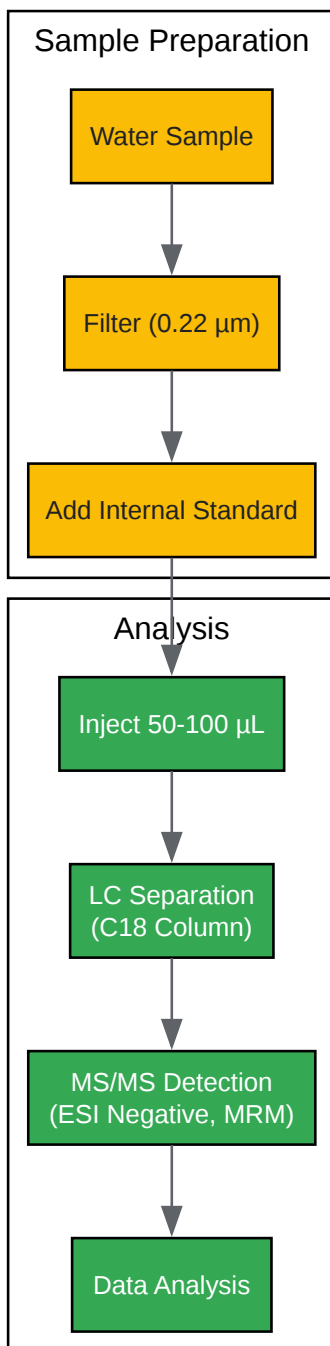 Sample Preparation
Water Sample
Filter (0.22 µm)
Add Internal Standard
Analysis
Inject 50-100 µL
LC Separation
(C18 Column)
MS/MS Detection
(ESI Negative, MRM)
Data Analysis